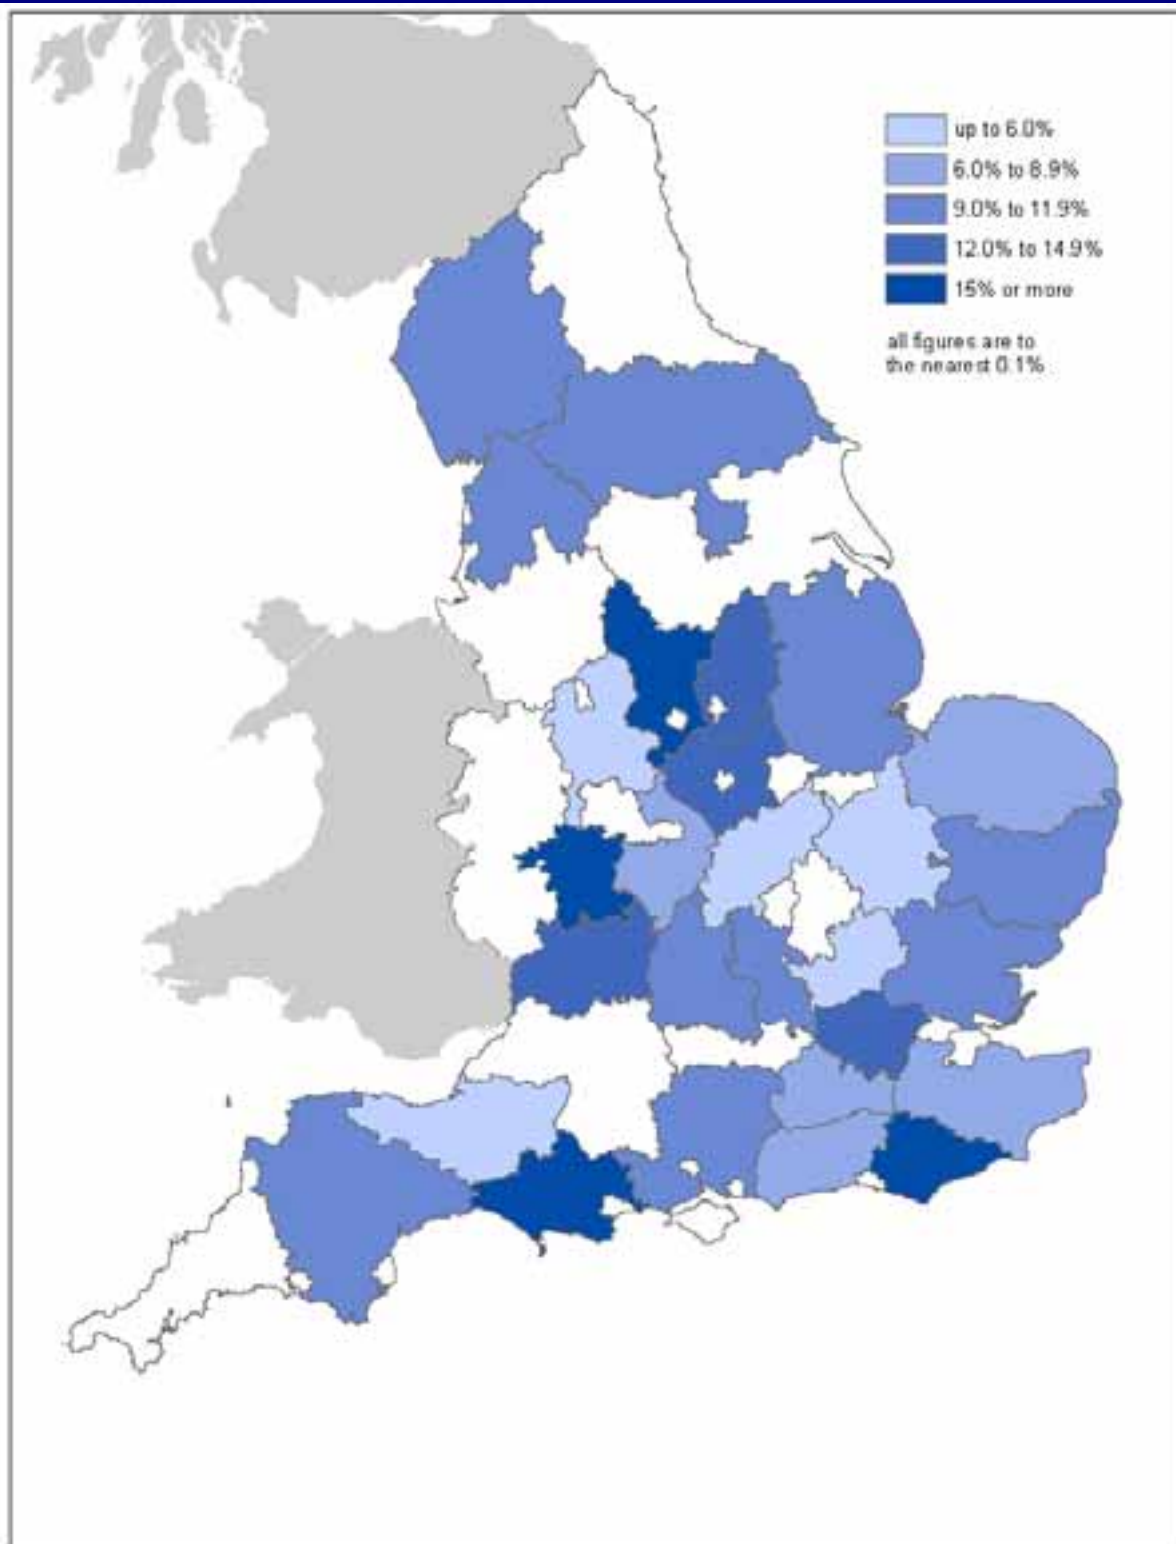 up to 6.0%
6.0% to 8.9%
9.0% to 11.9%
12.0% to 14.9%
15% or more
all figures are to
the nearest 0.1%